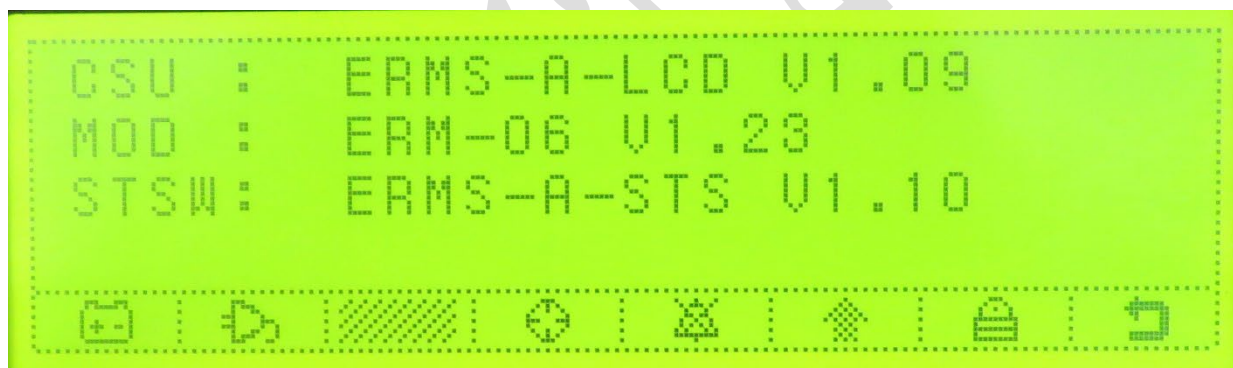 CSU : ERMS-A-LCD V1.09
MOD : ERM-06 V1.23
STSW: ERMS-A-STS V1.10